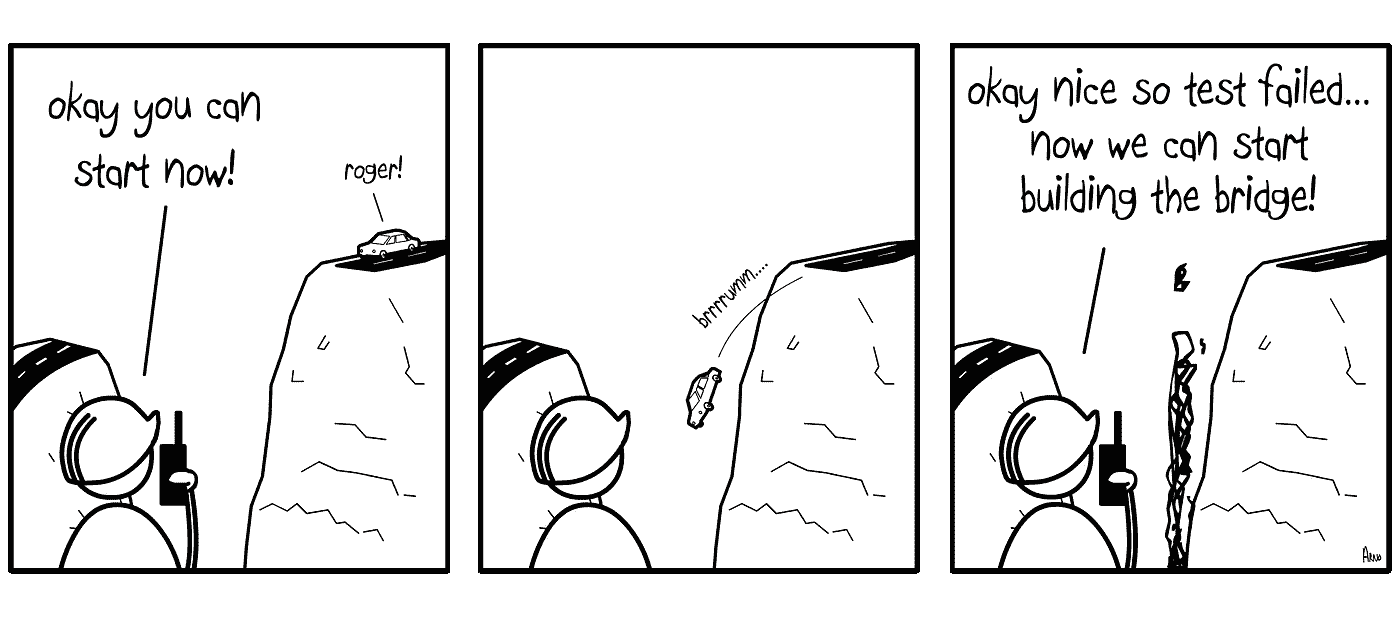 okay you can
start now!
roger!
brrrrumm....
okay nice so test failed...
now we can start
building the bridge!
Arno